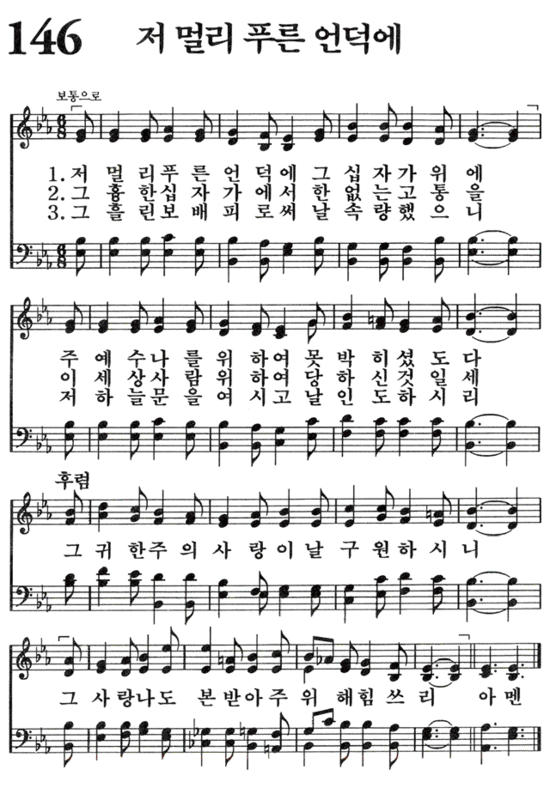 146 저 멀리 푸른 언덕에
보통으로
1. 저 멀 리 푸 른 언 덕 에 그 십 자 가 위 에
2. 그 흉 한 십 자 가 에 서 한 없 는 고 통 을
3. 그 흘 린 보 배 피 로 써 날 속 량 했 으 니
주 예 수 나 를 위 하 여 못 박 히 셨 도 다
이 세 상 사 람 위 하 여 당 하 신 것 일 세
저 하 늘 문 을 여 시 고 날 인 도 하 시 리
후렴
그 귀 한 주 의 사 랑 이 날 구 원 하 시 니
그 사 랑 나 도 본 받 아 주 위 해 힘 쓰 리 아 멘